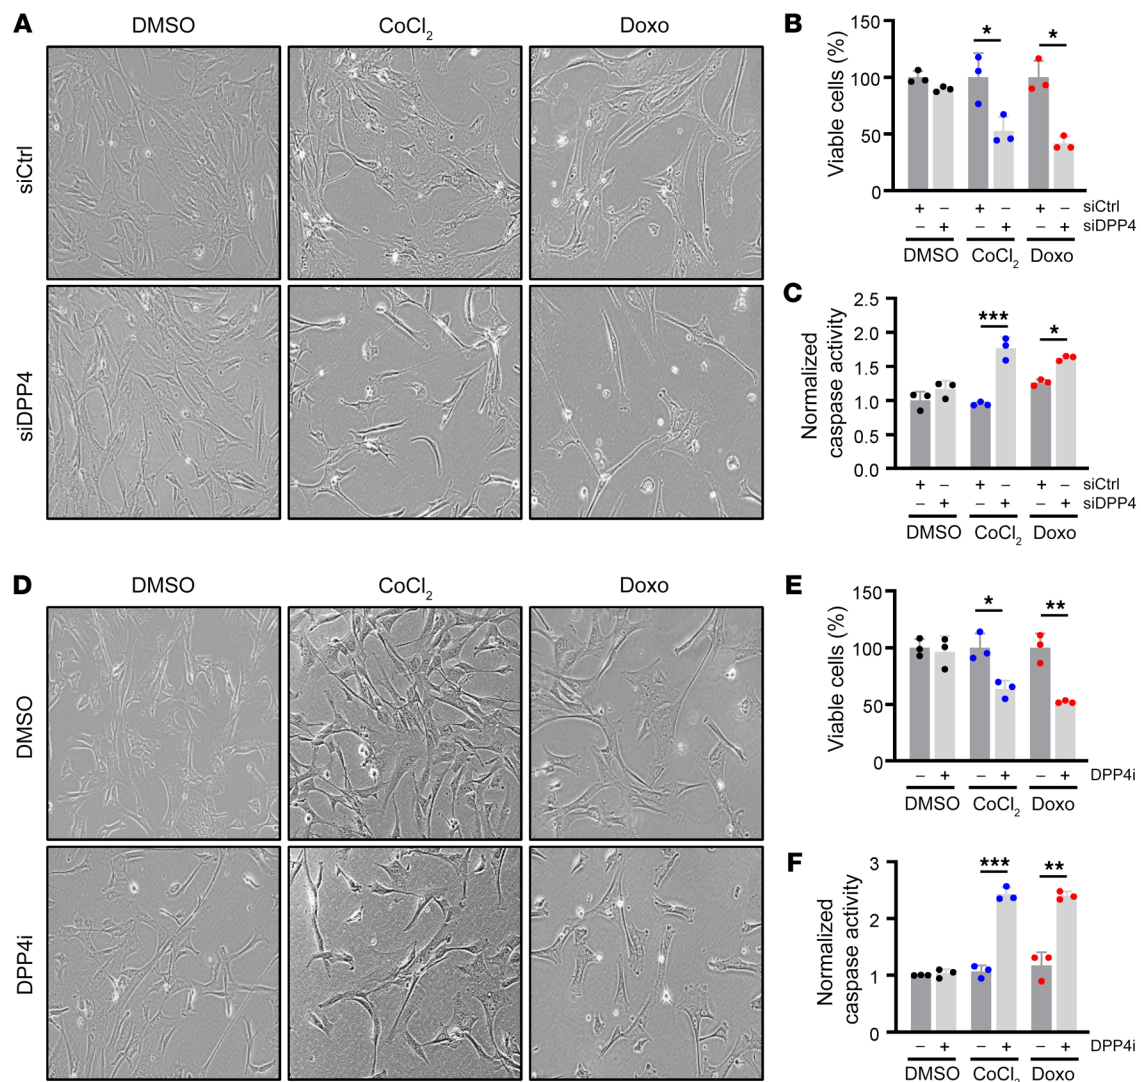 A
DMSO
CoCl2
Doxo
siCtrl
siDPP4
B
Viable cells (%)
150
100
50
0
*
*
+ – + – + – siCtrl
– + – + – + siDPP4
DMSO CoCl2 Doxo
C
Normalized
caspase activity
2.5
2.0
1.5
1.0
0.5
0.0
***
*
+ – + – + – siCtrl
– + – + – + siDPP4
DMSO CoCl2 Doxo
D
DMSO
CoCl2
Doxo
DMSO
DPP4i
E
Viable cells (%)
150
100
50
0
*
**
– + – + – + DPP4i
DMSO CoCl2 Doxo
F
Normalized
caspase activity
3
2
1
0
***
**
– + – + – + DPP4i
DMSO CoCl2 Doxo